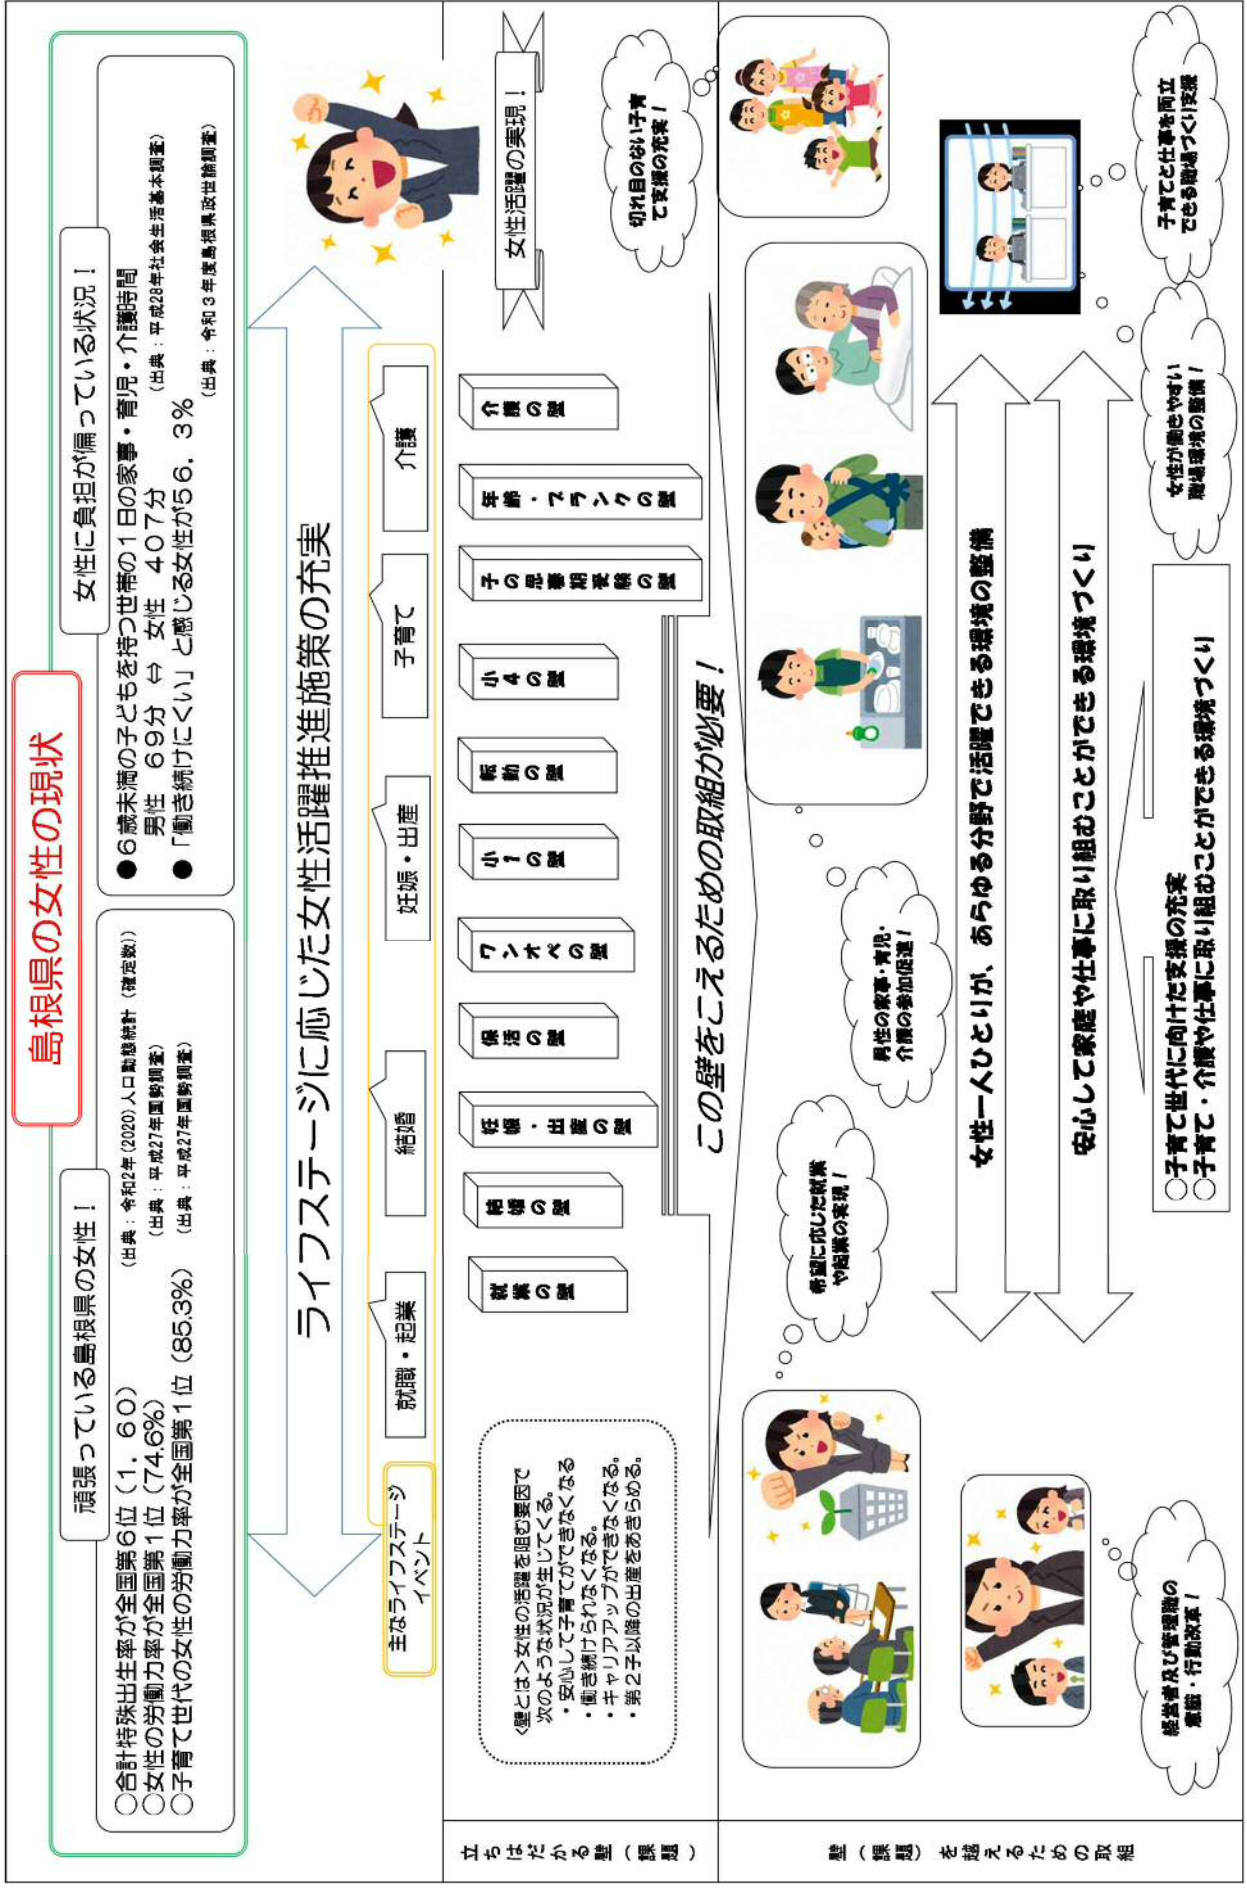 島根県の女性の現状
頑張っている島根県の女性！
○合計特殊出生率が全国第6位（1．60）
（出典：令和2年(2020)人口動態統計（確定数））
○女性の労働力率が全国第1位（74.6％）
（出典：平成27年国勢調査）
○子育て世代の女性の労働力率が全国第1位（85.3％）
（出典：平成27年国勢調査）
女性に負担が偏っている状況！
●6歳未満の子どもを持つ世帯の1日の家事・育児・介護時間
男性　69分　⇔　女性　407分
（出典：平成28年社会生活基本調査）
●「働き続けにくい」と感じる女性が56．3％
（出典：令和3年度島根県政世論調査）
ライフステージに応じた女性活躍推進施策の充実
主なライフステージ
イベント
就職・起業
結婚
妊娠・出産
子育て
介護
女性活躍の実現！
立ちはだかる壁（課題）
＜壁とは＞女性の活躍を阻む要因で
次のような状況が生じてくる。
・安心して子育てができなくなる
・働き続けられなくなる。
・キャリアアップができなくなる。
・第2子以降の出産をあきらめる。
就業の壁
結婚の壁
妊娠・出産の壁
保活の壁
ワンオペの壁
小1の壁
転勤の壁
小4の壁
子の思春期受験の壁
年齢・ブランクの壁
介護の壁
この壁をこえるための取組が必要！
切れ目のない子育
て支援の充実！
壁（課題）を越えるための取組
希望に応じた就業
や起業の実現！
男性の家事・育児・
介護の参加促進！
女性一人ひとりが、あらゆる分野で活躍できる環境の整備
安心して家庭や仕事に取り組むことができる環境づくり
経営者及び管理職の
意識・行動改革！
○子育て世代に向けた支援の充実
○子育て・介護や仕事に取り組むことができる環境づくり
女性が働きやすい
職場環境の整備！
子育てと仕事を両立
できる職場づくり支援